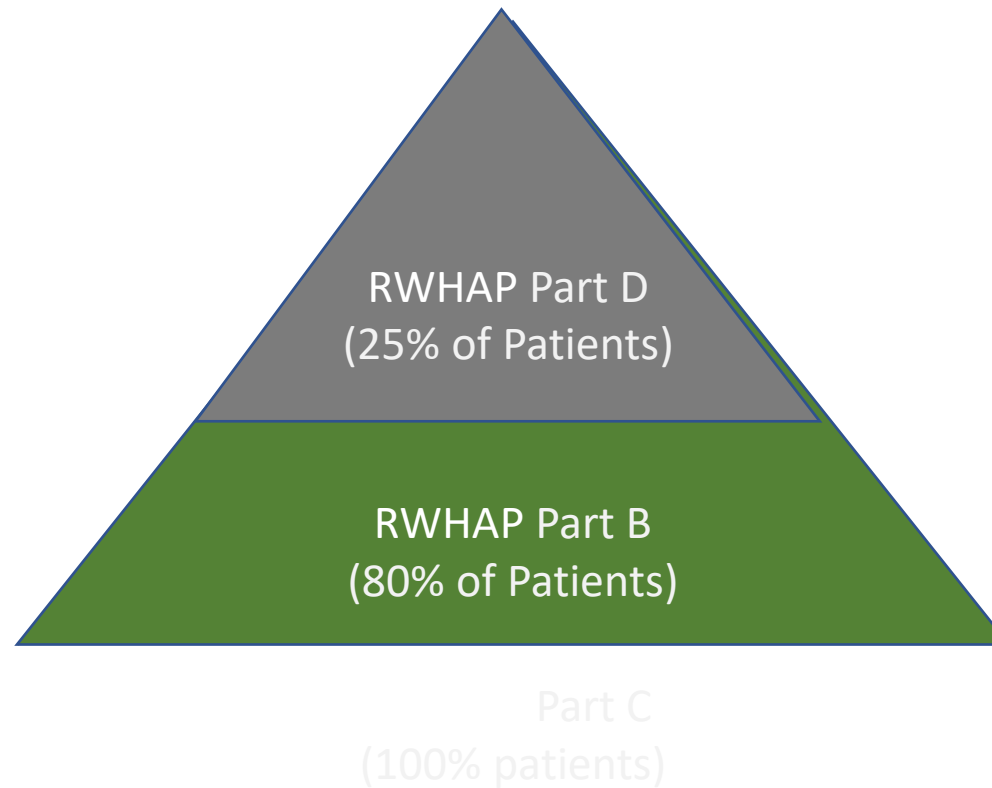 RWHAP Part D
(25% of Patients)
RWHAP Part B
(80% of Patients)
Part C
(100% patients)